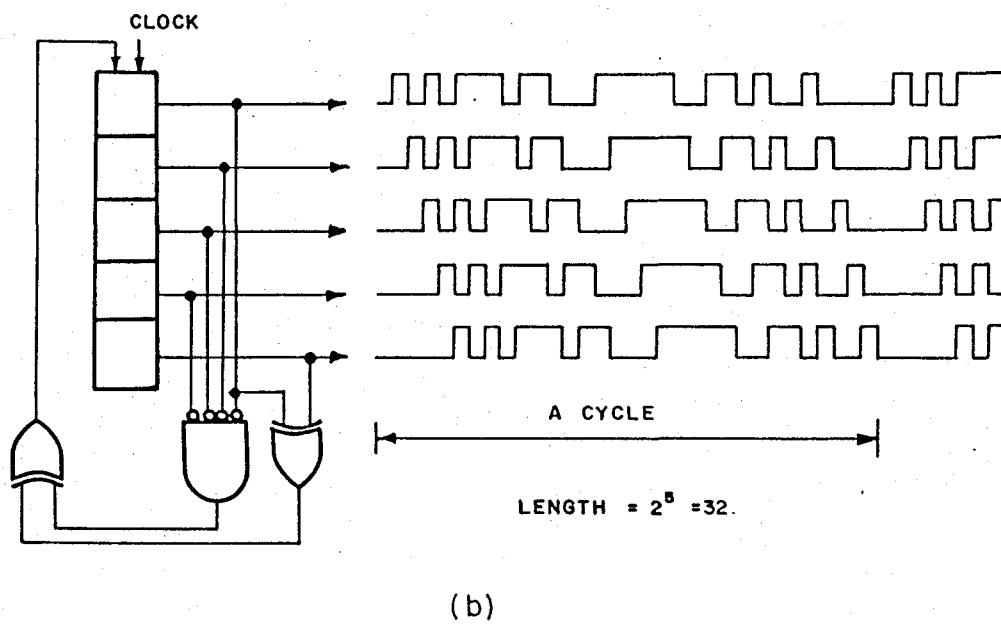 CLOCK
A CYCLE
LENGTH = 2⁵ =32.
(b)